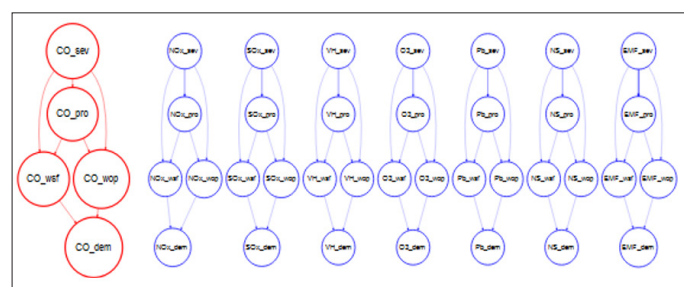 CO_sev NOx_sev SOx_sev VH_sev O3_sev Pb_sev NS_sev EMF_sev
CO_pro NOx_pro SOx_pro VH_pro O3_pro Pb_pro NS_pro EMF_pro
CO_wsf CO_wop NOx_wsf NOx_wop SOx_wsf SOx_wop VH_wsf VH_wop O3_wsf O3_wop Pb_wsf Pb_wop NS_wsf NS_wop EMF_wsf EMF_wop
CO_dem NOx_dem SOx_dem VH_dem O3_dem Pb_dem NS_dem EMF_dem